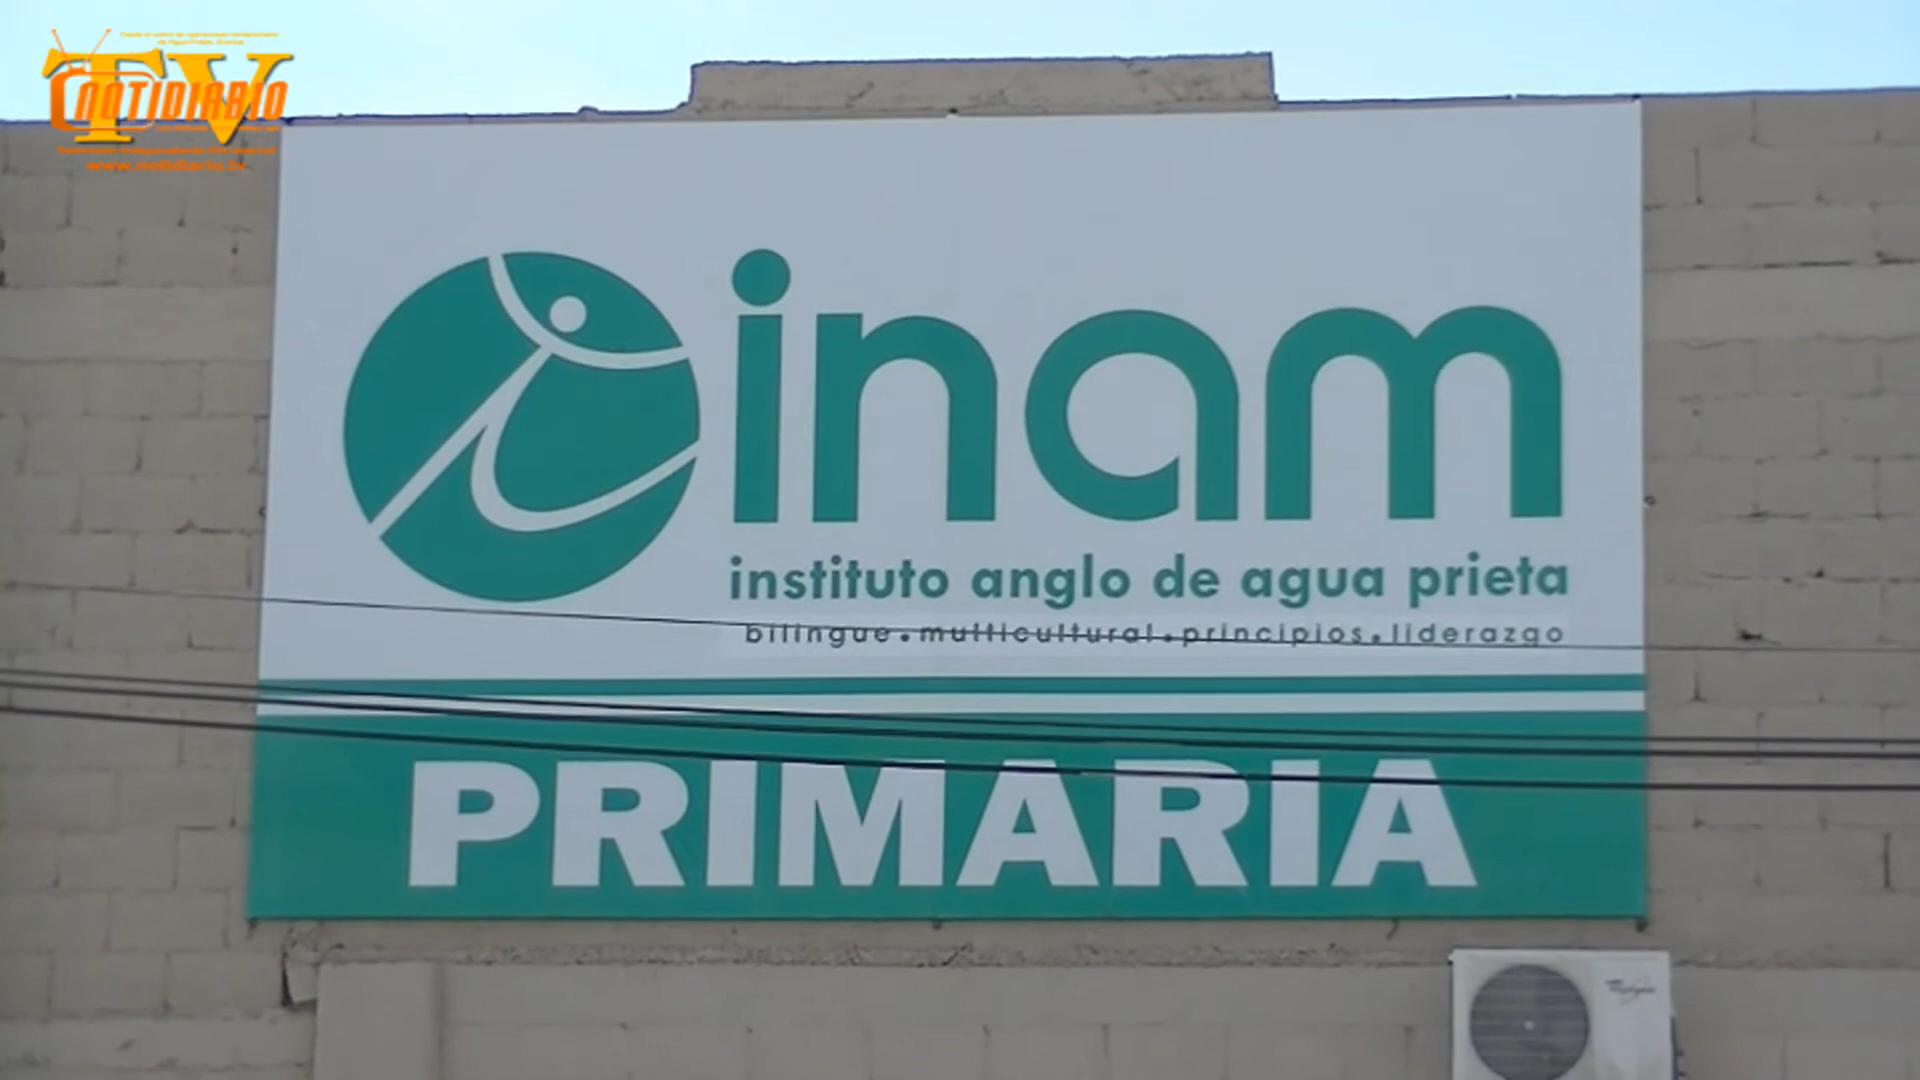 TV
NOTIDIARIO
www.notidiario.tv
inam
instituto anglo de agua prieta
bilingue.multicultural.principios.liderazgo
PRIMARIA